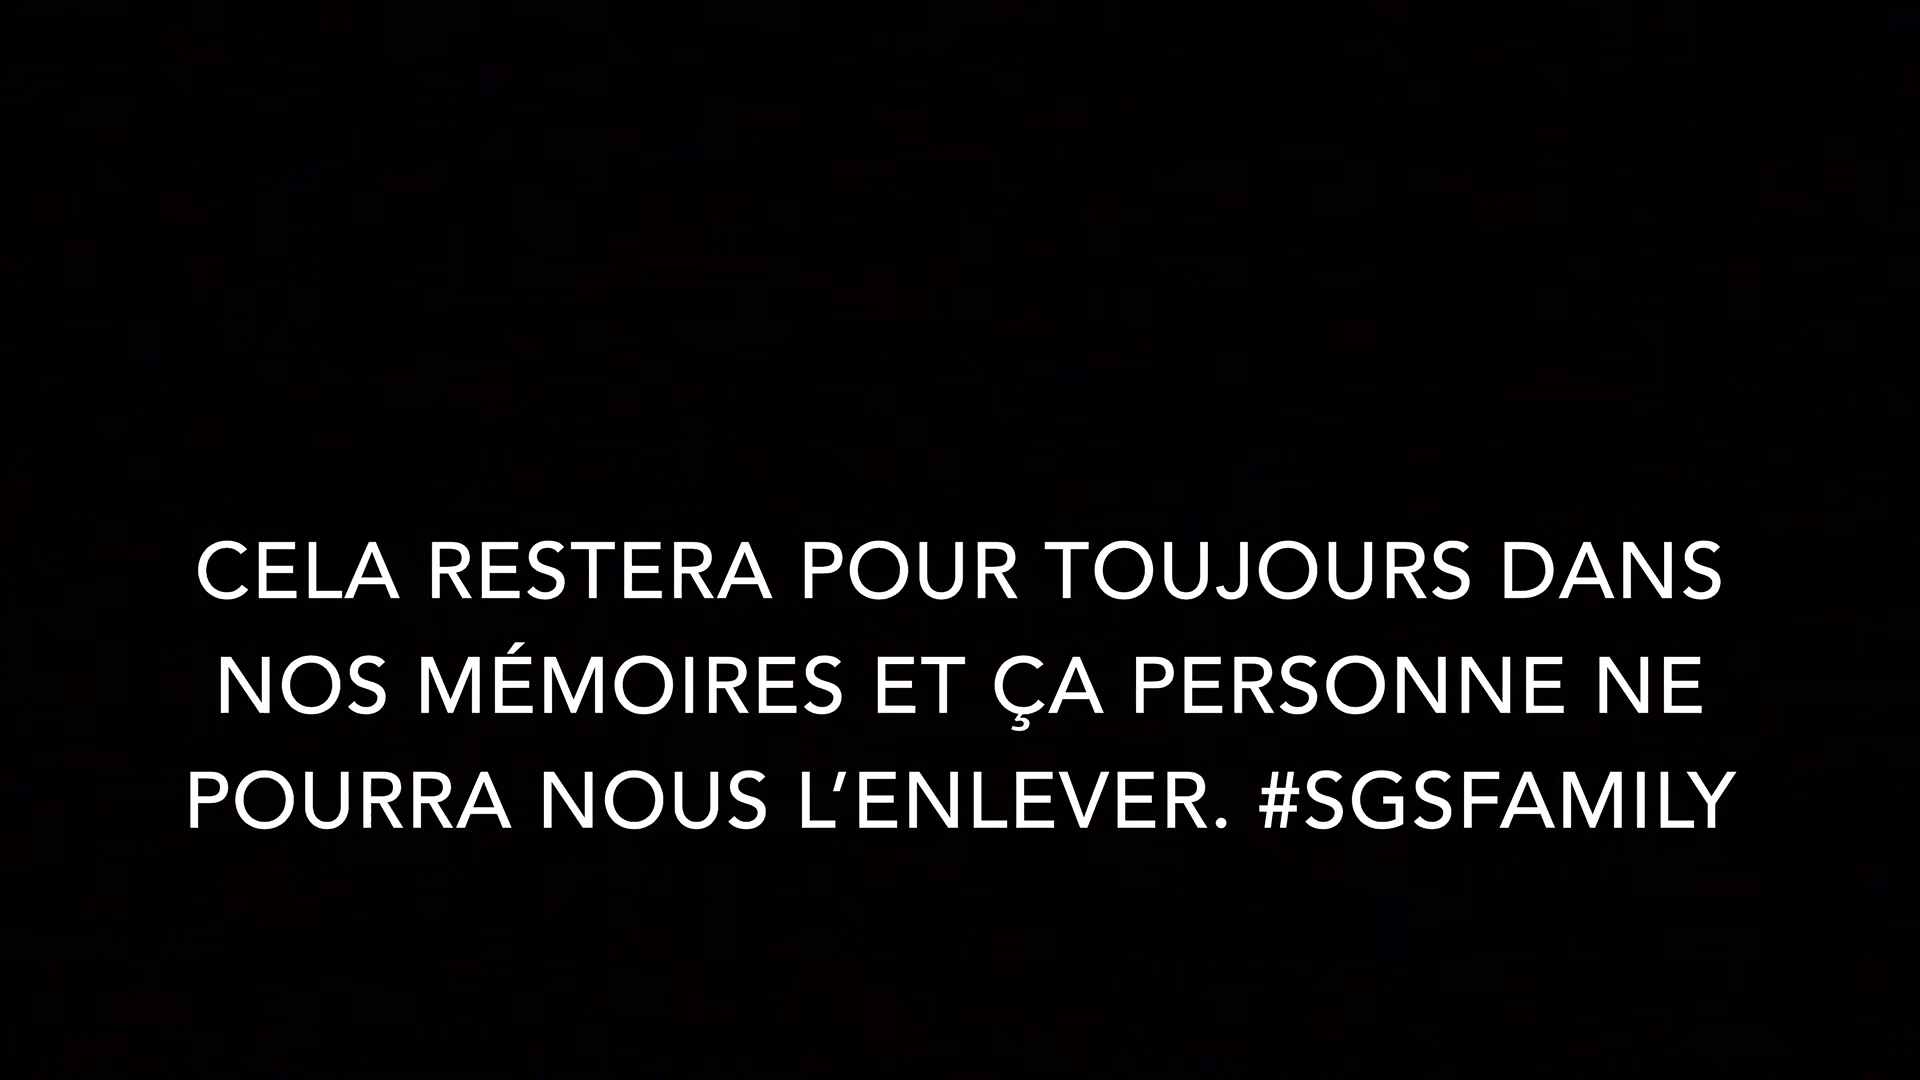 CELA RESTERA POUR TOUJOURS DANS
NOS MÉMOIRES ET ÇA PERSONNE NE
POURRA NOUS L’ENLEVER. #SGSFAMILY